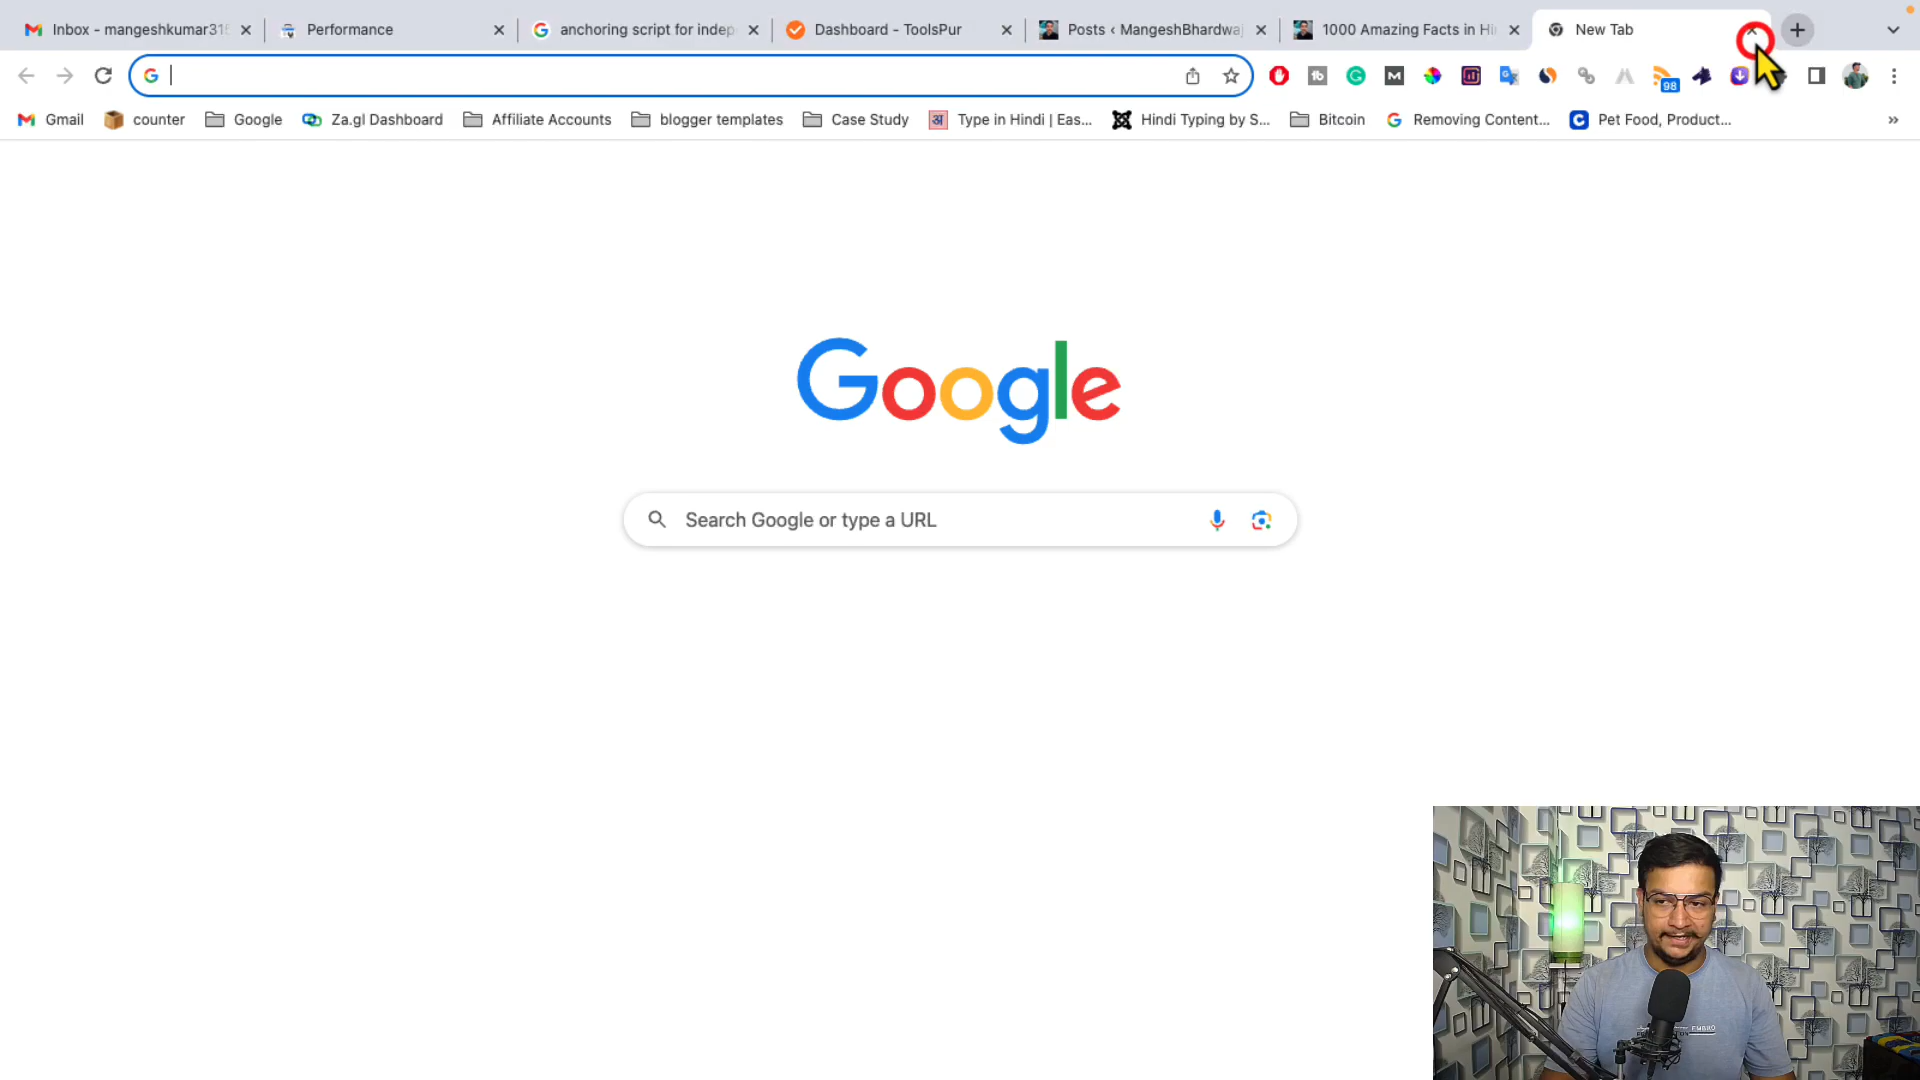 Inbox - mangeshkumar315
Performance
anchoring script for indep
Dashboard - ToolsPur
Posts ‹ MangeshBhardwaj
1000 Amazing Facts in Hi
New Tab
98
Gmail
counter
Google
Za.gl Dashboard
Affiliate Accounts
blogger templates
Case Study
अ
Type in Hindi | Eas...
Hindi Typing by S...
Bitcoin
Removing Content...
Pet Food, Product...
»
Google
Search Google or type a URL